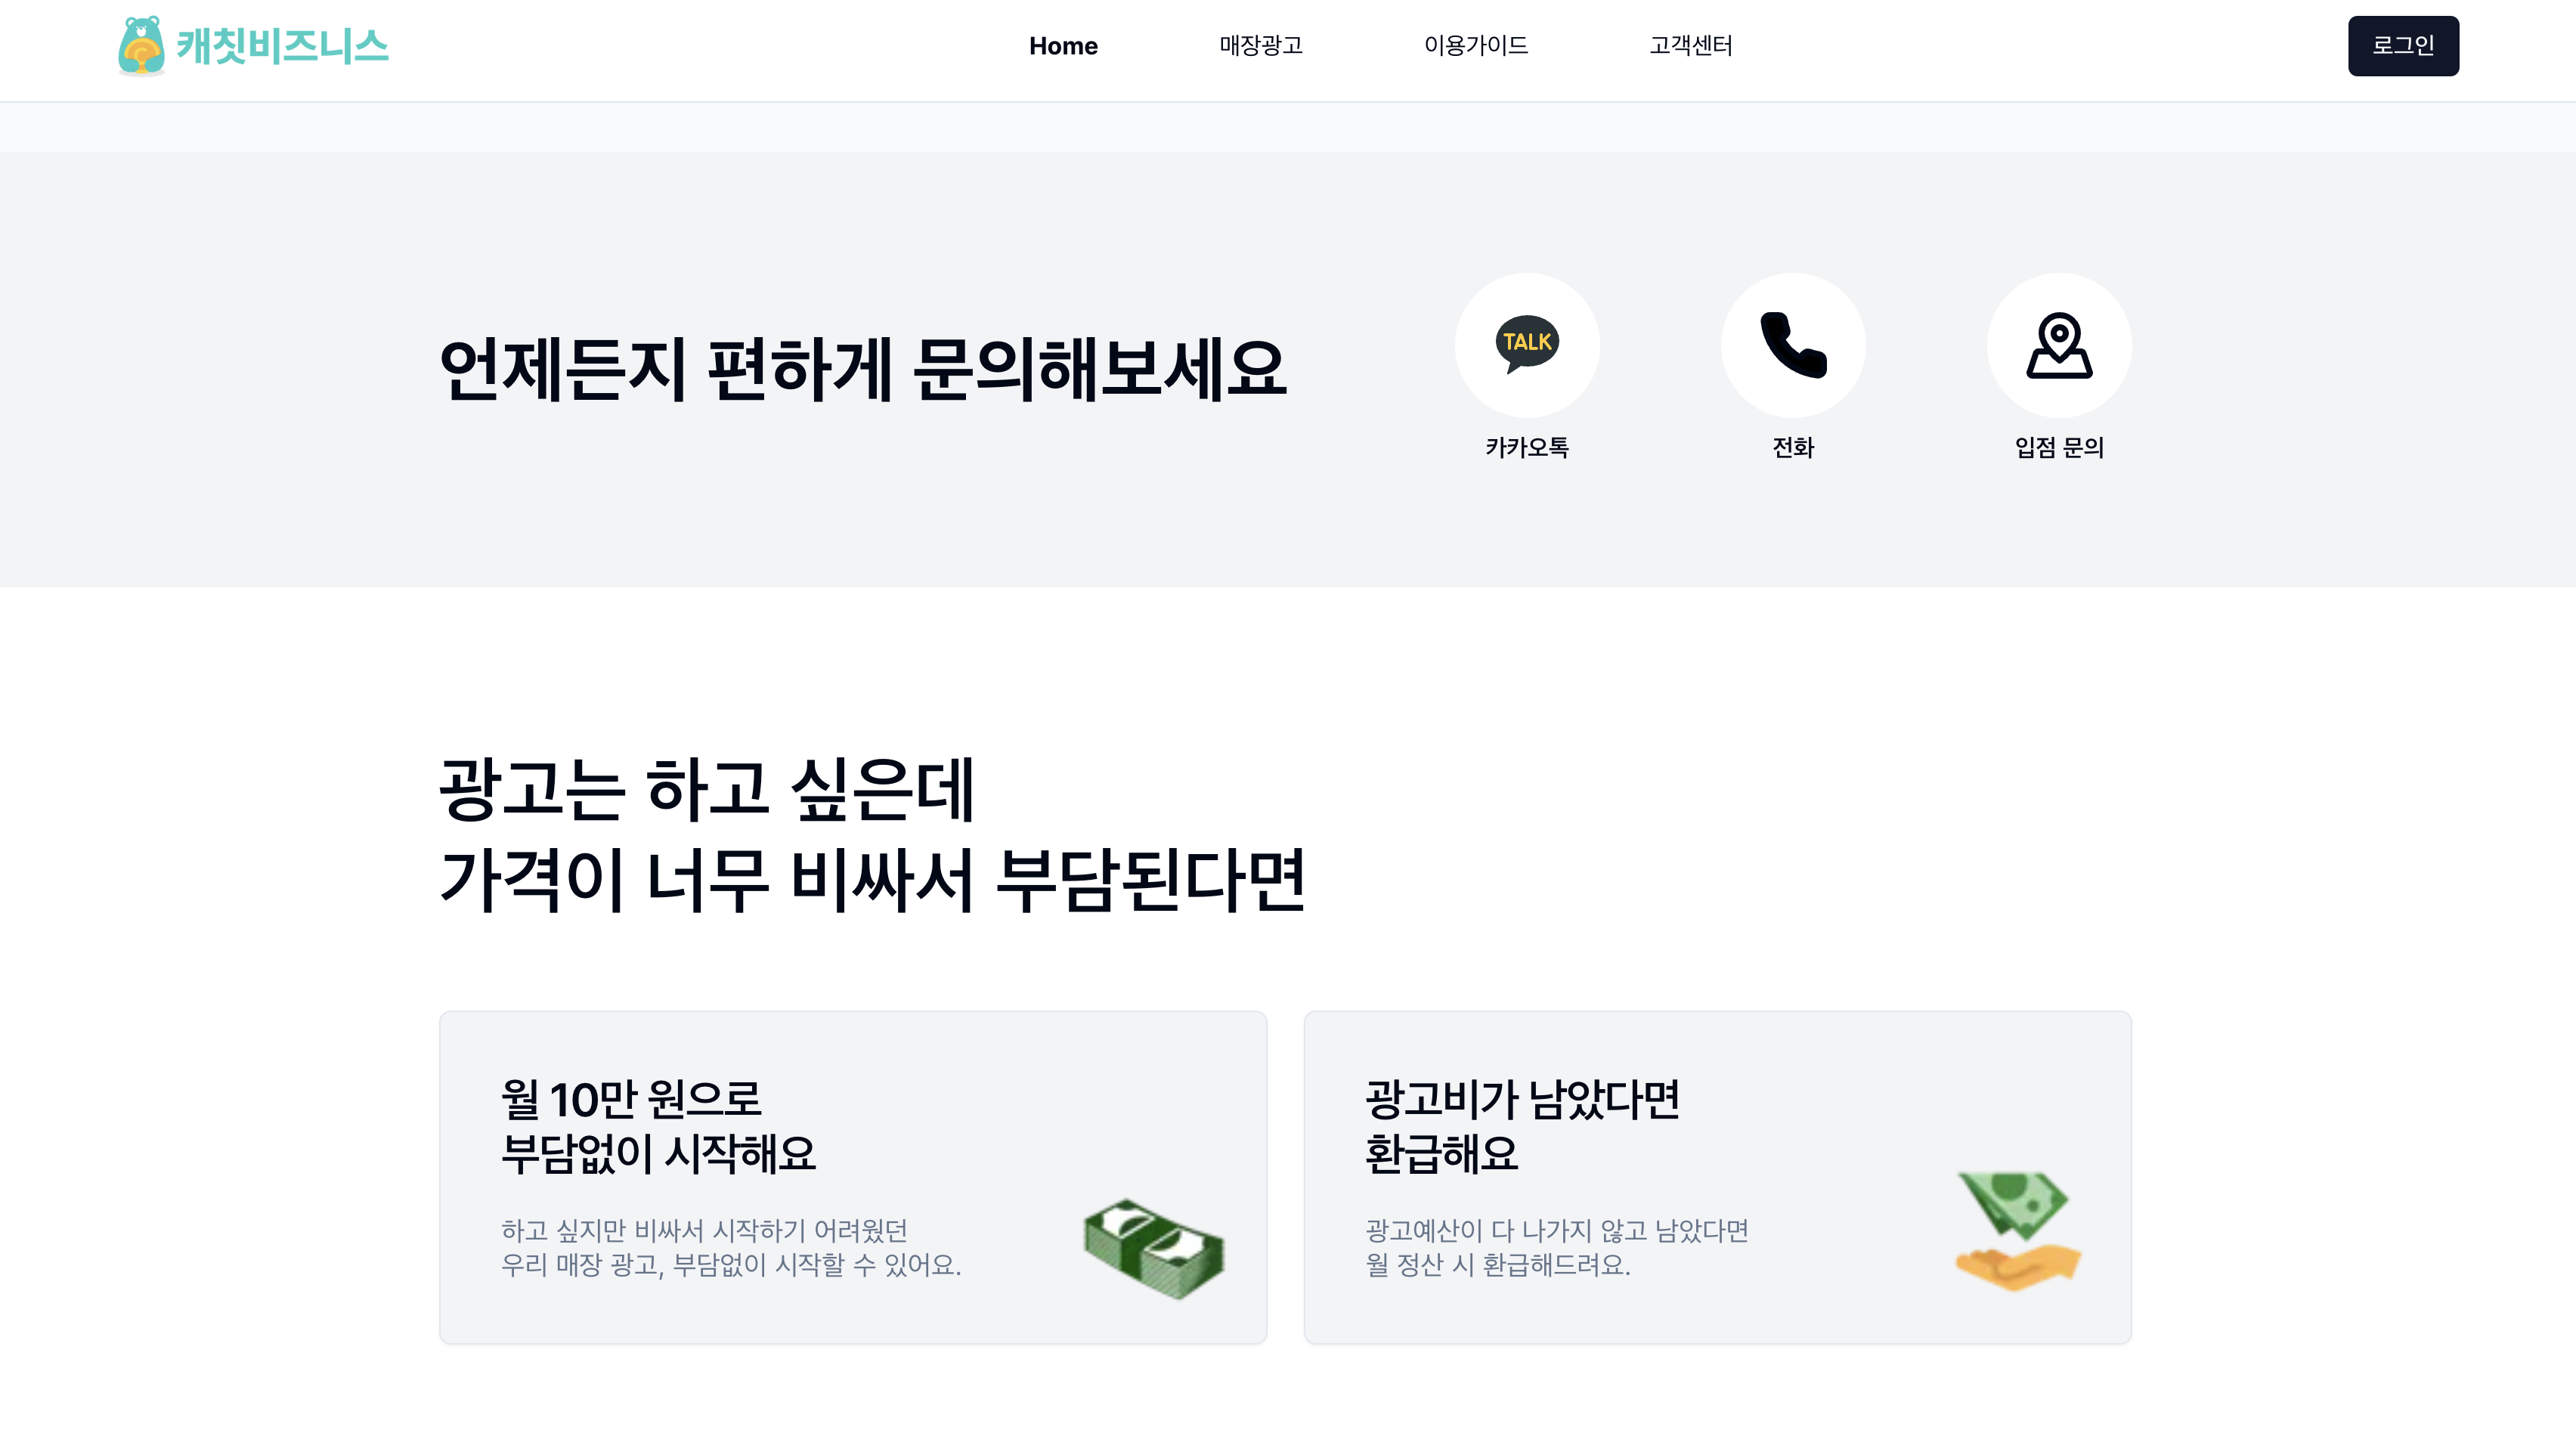 캐칫비즈니스
Home
매장광고
이용가이드
고객센터
로그인
언제든지 편하게 문의해보세요
TALK
카카오톡
전화
입점 문의
광고는 하고 싶은데
가격이 너무 비싸서 부담된다면
월 10만 원으로
부담없이 시작해요
하고 싶지만 비싸서 시작하기 어려웠던
우리 매장 광고, 부담없이 시작할 수 있어요.
광고비가 남았다면
환급해요
광고예산이 다 나가지 않고 남았다면
월 정산 시 환급해드려요.